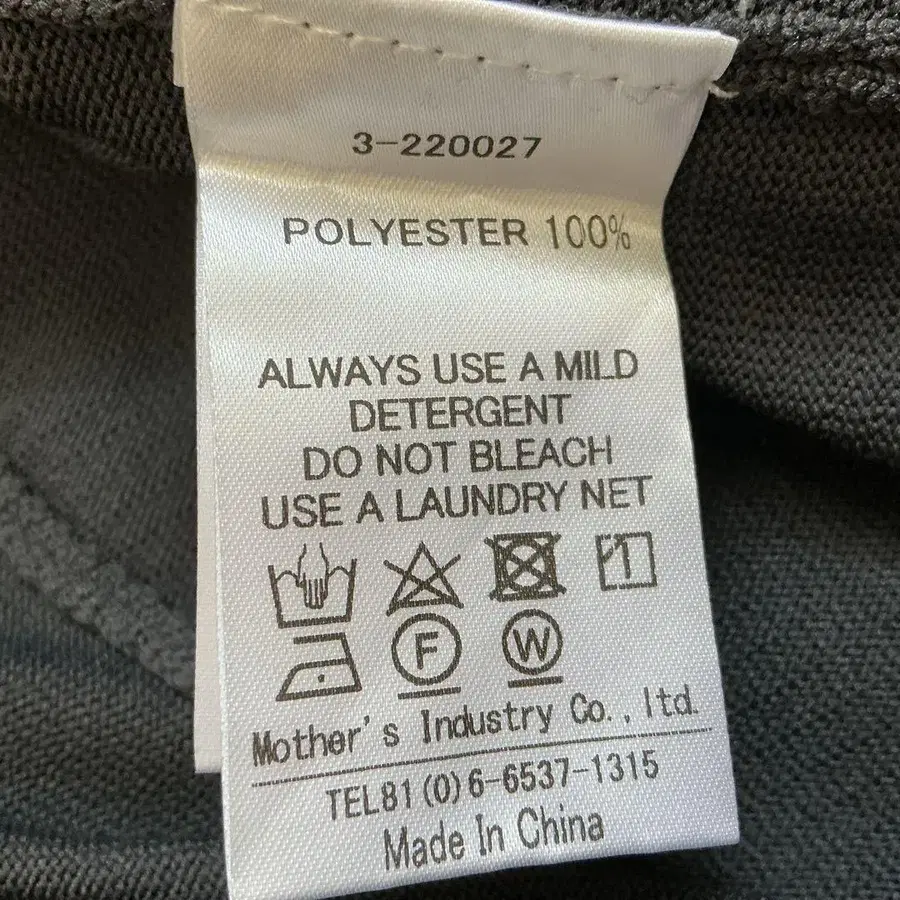 3-220027
POLYESTER 100%
ALWAYS USE A MILD
DETERGENT
DO NOT BLEACH
USE A LAUNDRY NET
F W
Mother's Industry Co.,ltd.
TEL81(0)6-6537-1315
Made In China